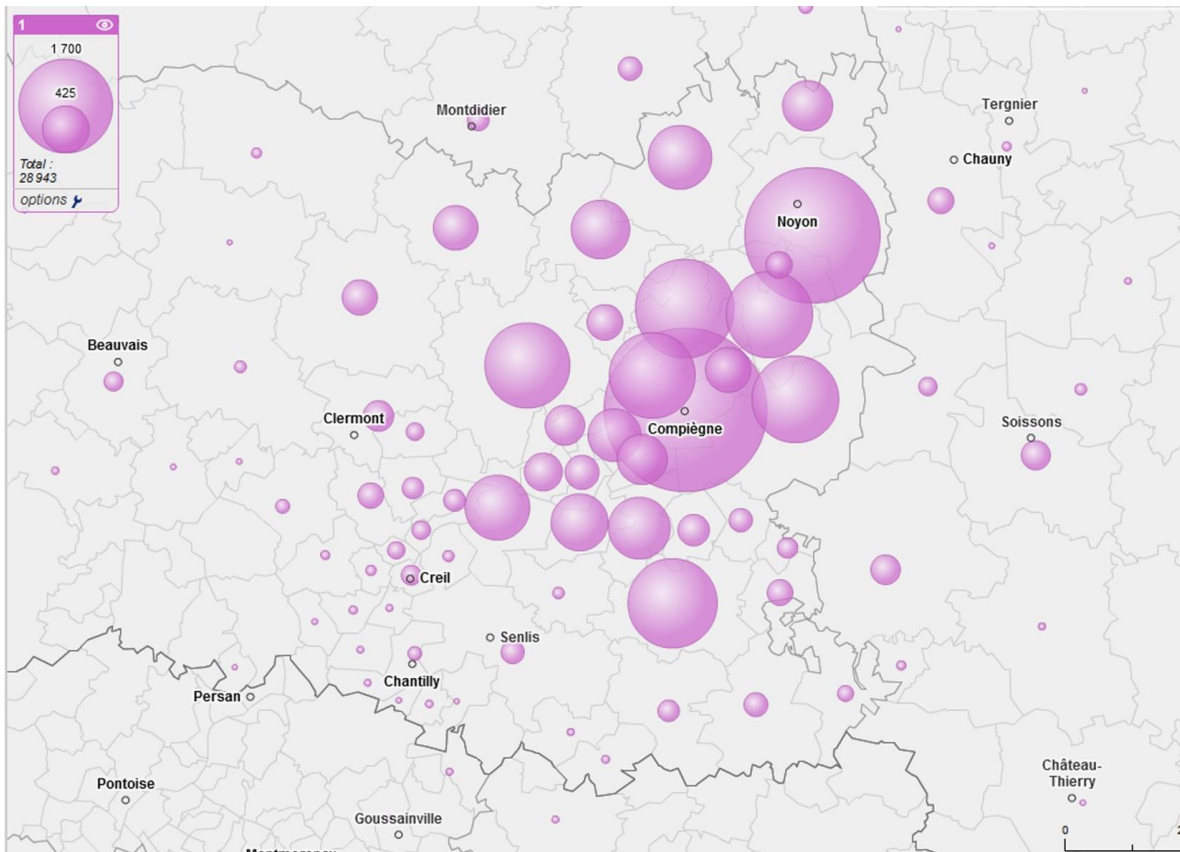 1
1 700
425
Total :
28 943
options
Montdidier
Tergnier
Chauny
Noyon
Beauvais
Clermont
Compiègne
Soissons
Creil
Senlis
Chantilly
Persan
Pontoise
Château-
Thierry
Goussainville
0
2